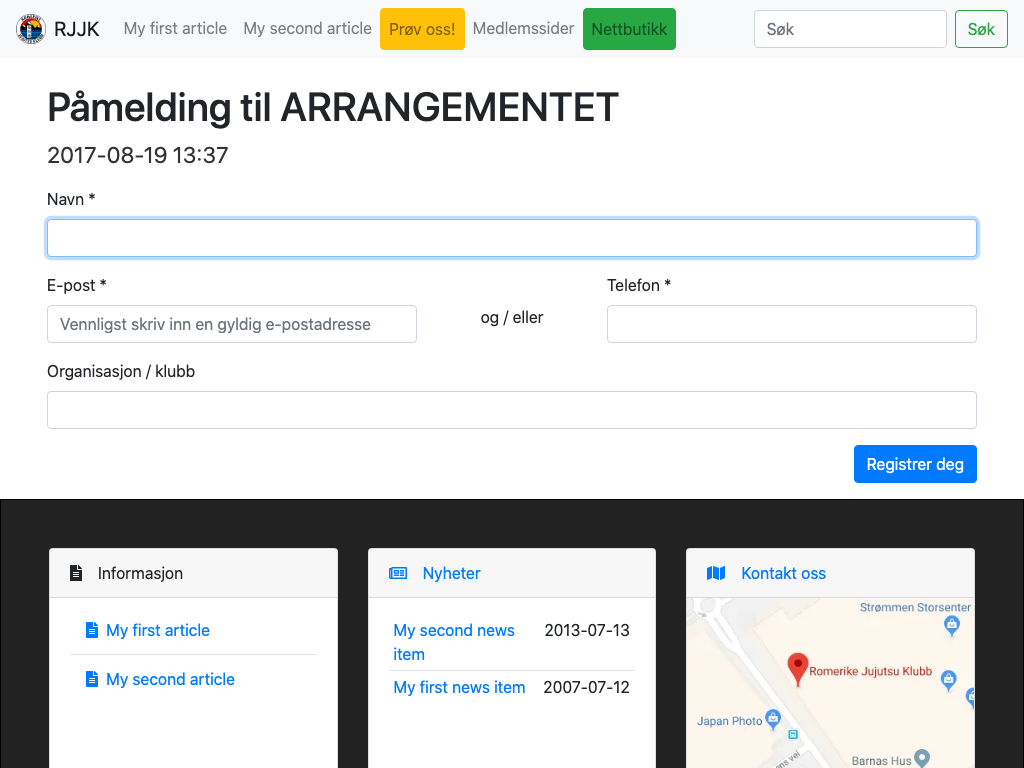 RJJK My first article My second article Prøv oss! Medlemssider Nettbutikk Søk Søk
Påmelding til ARRANGEMENTET
2017-08-19 13:37
Navn *
E-post * Telefon *
Vennligst skriv inn en gyldig e-postadresse og / eller
Organisasjon / klubb
Registrer deg
Informasjon
My first article
My second article
Nyheter
My second news item 2013-07-13
My first news item 2007-07-12
Kontakt oss
Strømmen Storsenter
Romerike Jujutsu Klubb
Japan Photo
Barnas Hus